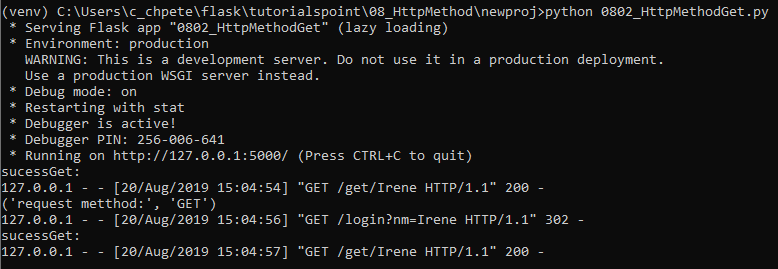 (venv) C:\Users\c_chpete\flask\tutorialspoint\08_HttpMethod\newproj>python 0802_HttpMethodGet.py
 * Serving Flask app "0802_HttpMethodGet" (lazy loading)
 * Environment: production
   WARNING: This is a development server. Do not use it in a production deployment.
   Use a production WSGI server instead.
 * Debug mode: on
 * Restarting with stat
 * Debugger is active!
 * Debugger PIN: 256-006-641
 * Running on http://127.0.0.1:5000/ (Press CTRL+C to quit)
sucessGet:
127.0.0.1 - - [20/Aug/2019 15:04:54] "GET /get/Irene HTTP/1.1" 200 -
('request metthod:', 'GET')
127.0.0.1 - - [20/Aug/2019 15:04:56] "GET /login?nm=Irene HTTP/1.1" 302 -
sucessGet:
127.0.0.1 - - [20/Aug/2019 15:04:57] "GET /get/Irene HTTP/1.1" 200 -